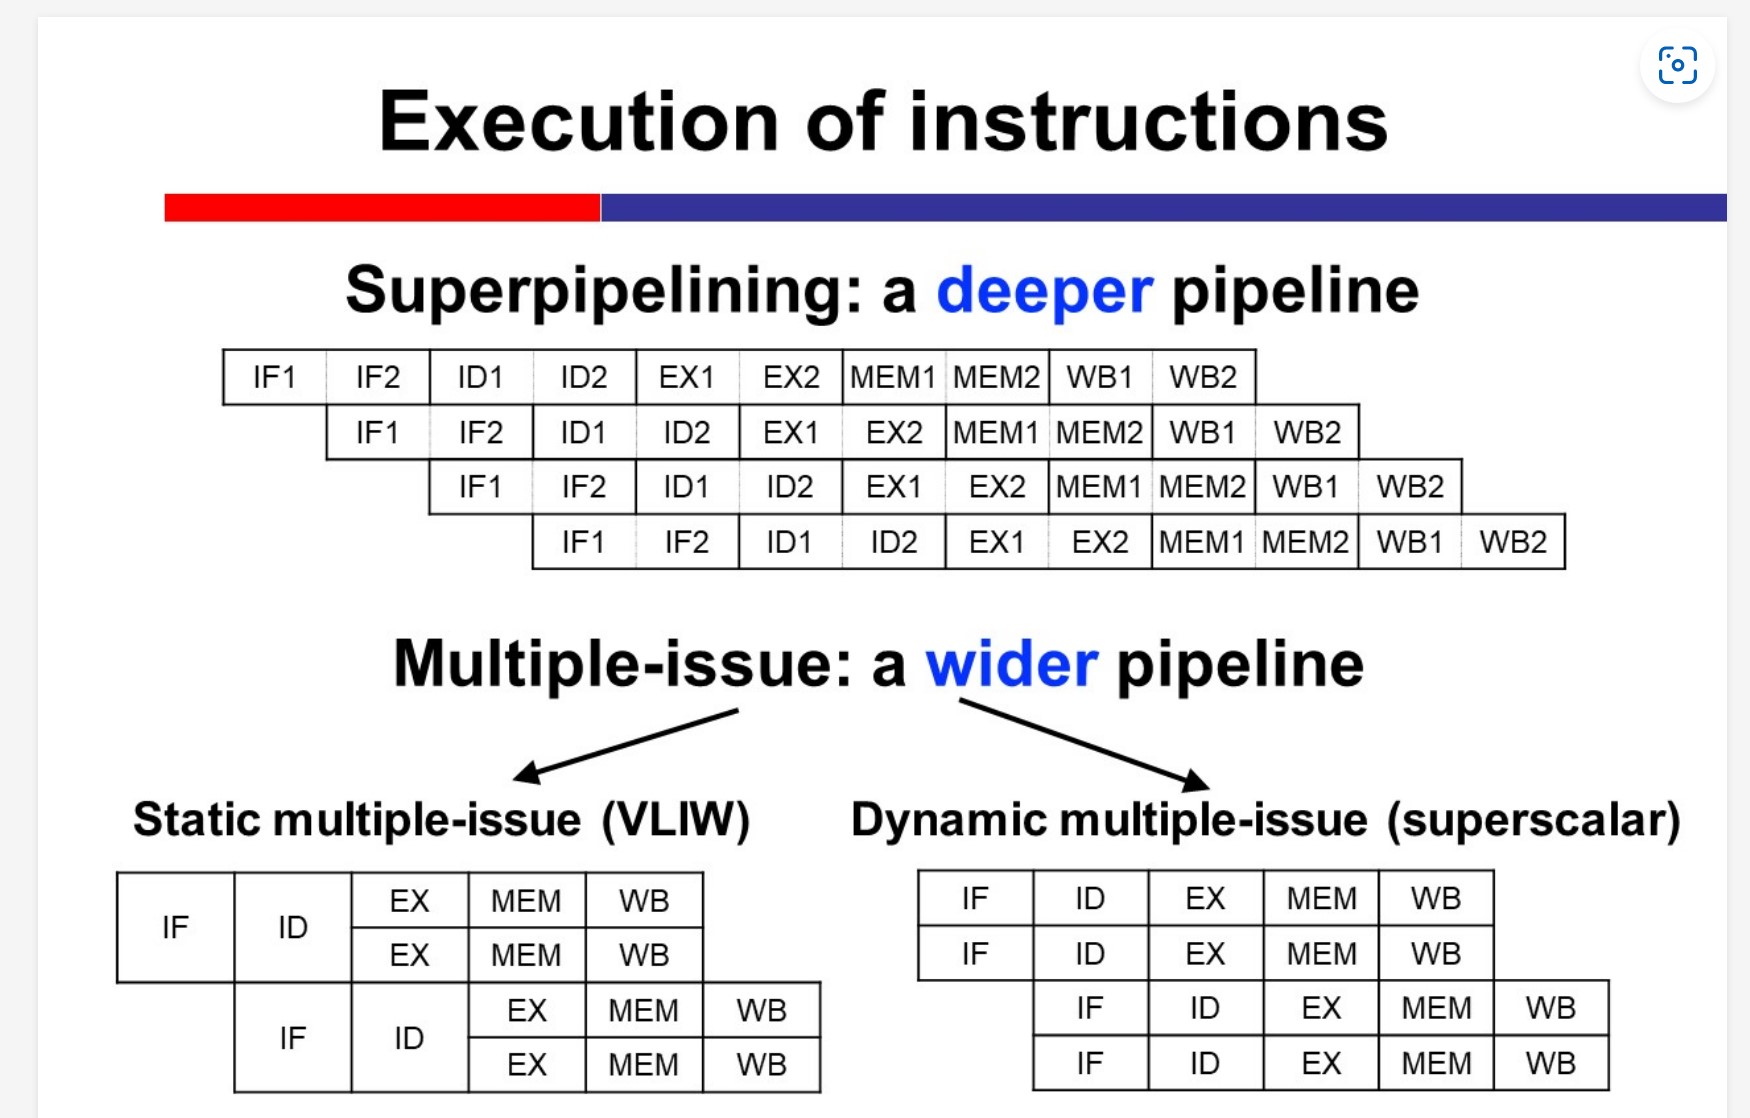 Execution of instructions
Superpipelining: a deeper pipeline
IF1 IF2 ID1 ID2 EX1 EX2 MEM1 MEM2 WB1 WB2
IF1 IF2 ID1 ID2 EX1 EX2 MEM1 MEM2 WB1 WB2
IF1 IF2 ID1 ID2 EX1 EX2 MEM1 MEM2 WB1 WB2
IF1 IF2 ID1 ID2 EX1 EX2 MEM1 MEM2 WB1 WB2
Multiple-issue: a wider pipeline
Static multiple-issue (VLIW)
IF ID EX MEM WB
EX MEM WB
IF ID EX MEM WB
EX MEM WB
Dynamic multiple-issue (superscalar)
IF ID EX MEM WB
IF ID EX MEM WB
IF ID EX MEM WB
IF ID EX MEM WB